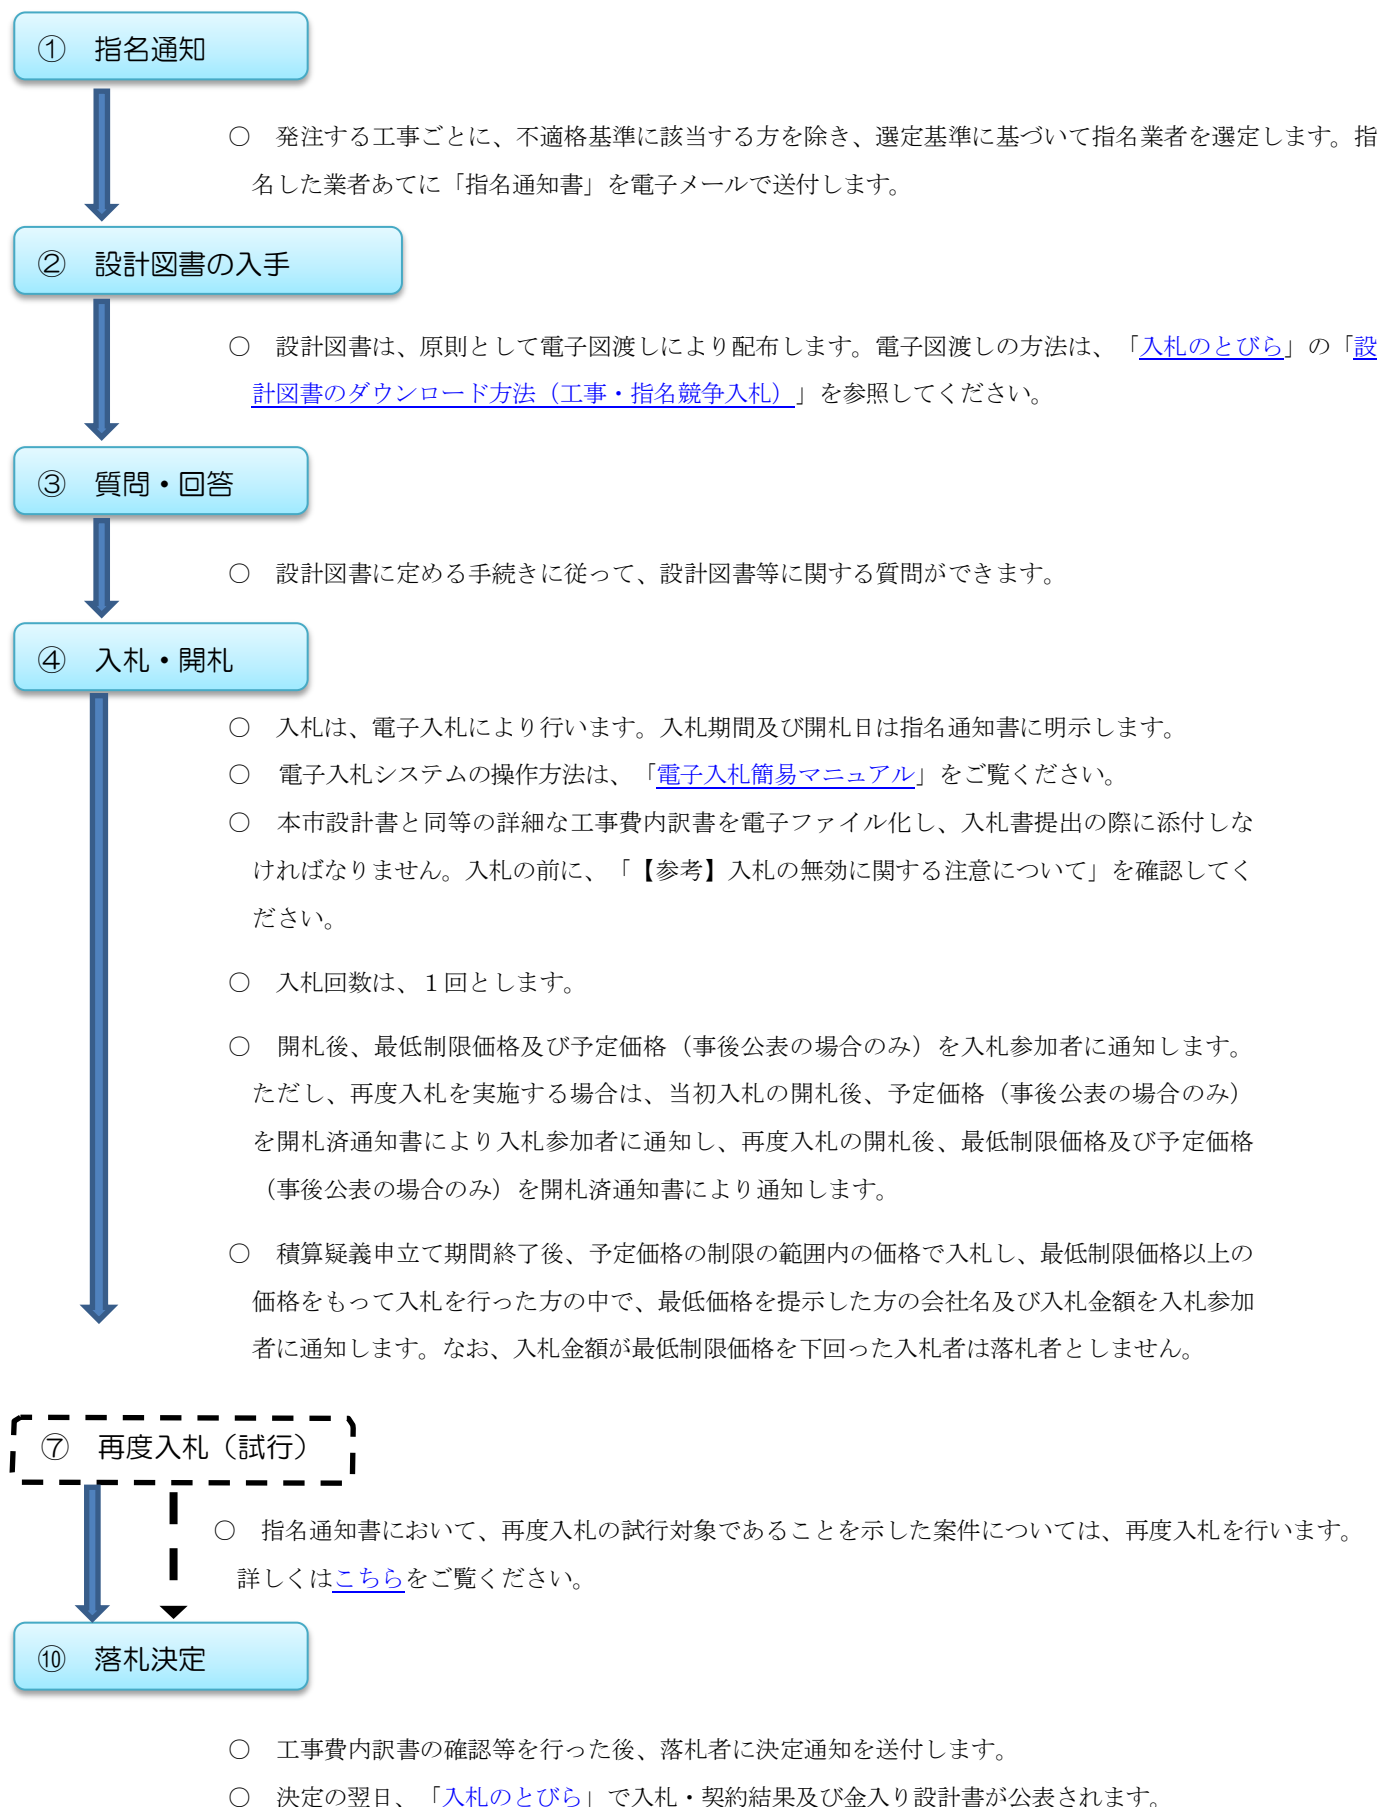 ① 指名通知
○ 発注する工事ごとに、不適格基準に該当する方を除き、選定基準に基づいて指名業者を選定します。指
名した業者あてに「指名通知書」を電子メールで送付します。
② 設計図書の入手
○ 設計図書は、原則として電子図渡しにより配布します。電子図渡しの方法は、「入札のとびら」の「設
計図書のダウンロード方法（工事・指名競争入札）」を参照してください。
③ 質問・回答
○ 設計図書に定める手続きに従って、設計図書等に関する質問ができます。
④ 入札・開札
○ 入札は、電子入札により行います。入札期間及び開札日は指名通知書に明示します。
○ 電子入札システムの操作方法は、「電子入札簡易マニュアル」をご覧ください。
○ 本市設計書と同等の詳細な工事費内訳書を電子ファイル化し、入札書提出の際に添付しな
ければなりません。入札の前に、「【参考】入札の無効に関する注意について」を確認してく
ださい。
○ 入札回数は、１回とします。
○ 開札後、最低制限価格及び予定価格（事後公表の場合のみ）を入札参加者に通知します。
ただし、再度入札を実施する場合は、当初入札の開札後、予定価格（事後公表の場合のみ）
を開札済通知書により入札参加者に通知し、再度入札の開札後、最低制限価格及び予定価格
（事後公表の場合のみ）を開札済通知書により通知します。
○ 積算疑義申立て期間終了後、予定価格の制限の範囲内の価格で入札し、最低制限価格以上の
価格をもって入札を行った方の中で、最低価格を提示した方の会社名及び入札金額を入札参加
者に通知します。なお、入札金額が最低制限価格を下回った入札者は落札者としません。
⑦ 再度入札（試行）
○ 指名通知書において、再度入札の試行対象であることを示した案件については、再度入札を行います。
詳しくはこちらをご覧ください。
⑩ 落札決定
○ 工事費内訳書の確認等を行った後、落札者に決定通知を送付します。
○ 決定の翌日、「入札のとびら」で入札・契約結果及び金入り設計書が公表されます。